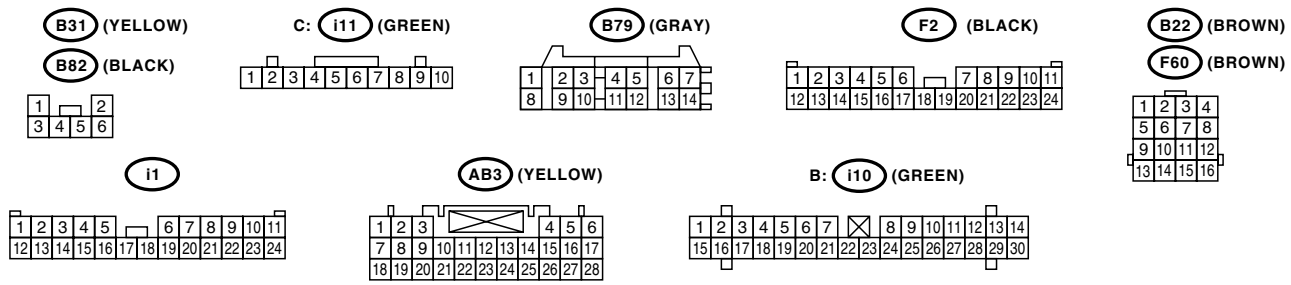 B31 (YELLOW)
B82 (BLACK)
1 2
3 4 5 6
C: i11 (GREEN)
1 2 3 4 5 6 7 8 9 10
B79 (GRAY)
1 2 3 4 5 6 7
8 9 10 11 12 13 14
F2 (BLACK)
1 2 3 4 5 6 7 8 9 10 11
12 13 14 15 16 17 18 19 20 21 22 23 24
B22 (BROWN)
F60 (BROWN)
1 2 3 4
5 6 7 8
9 10 11 12
13 14 15 16
i1
1 2 3 4 5 6 7 8 9 10 11
12 13 14 15 16 17 18 19 20 21 22 23 24
AB3 (YELLOW)
1 2 3 4 5 6
7 8 9 10 11 12 13 14 15 16 17
18 19 20 21 22 23 24 25 26 27 28
B: i10 (GREEN)
1 2 3 4 5 6 7 8 9 10 11 12 13 14
15 16 17 18 19 20 21 22 23 24 25 26 27 28 29 30